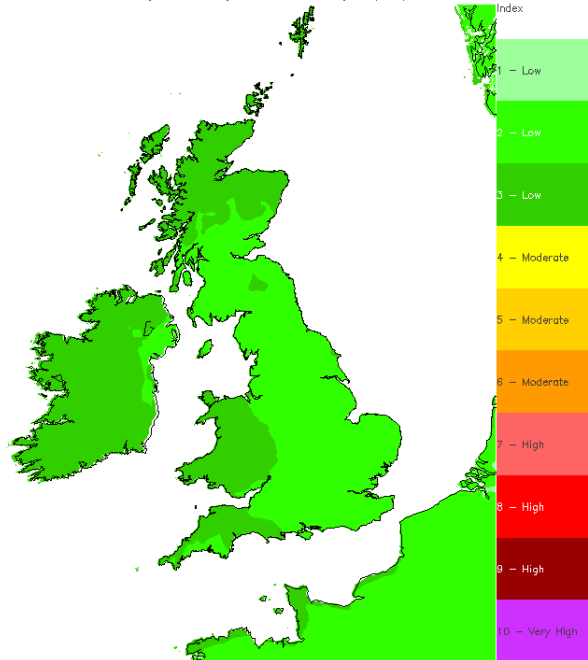 Index
1 - Low
2 - Low
3 - Low
4 - Moderate
5 - Moderate
6 - Moderate
7 - High
8 - High
9 - High
10 - Very High